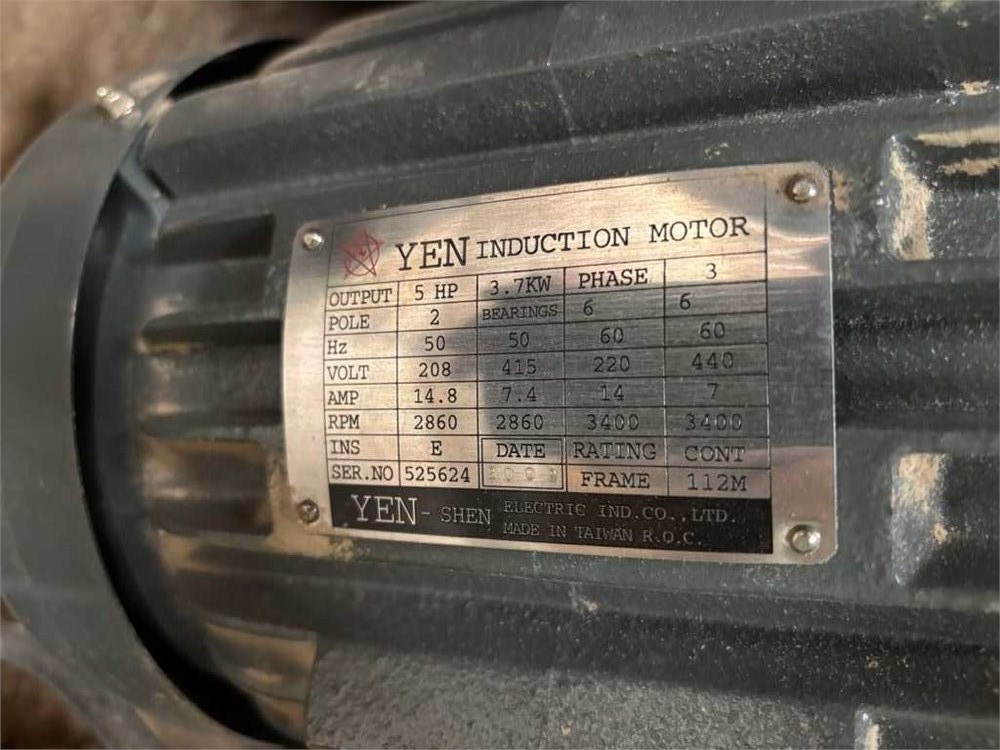 YEN INDUCTION MOTOR
OUTPUT 5 HP 3.7KW PHASE 3
POLE 2 BEARINGS 6 6
Hz 50 50 60 60
VOLT 208 415 220 440
AMP 14.8 7.4 14 7
RPM 2860 2860 3400 3400
INS E DATE RATING CONT
SER.NO 525624 FRAME 112M
YEN- SHEN ELECTRIC IND.CO.,LTD.
MADE IN TAIWAN R.O.C.